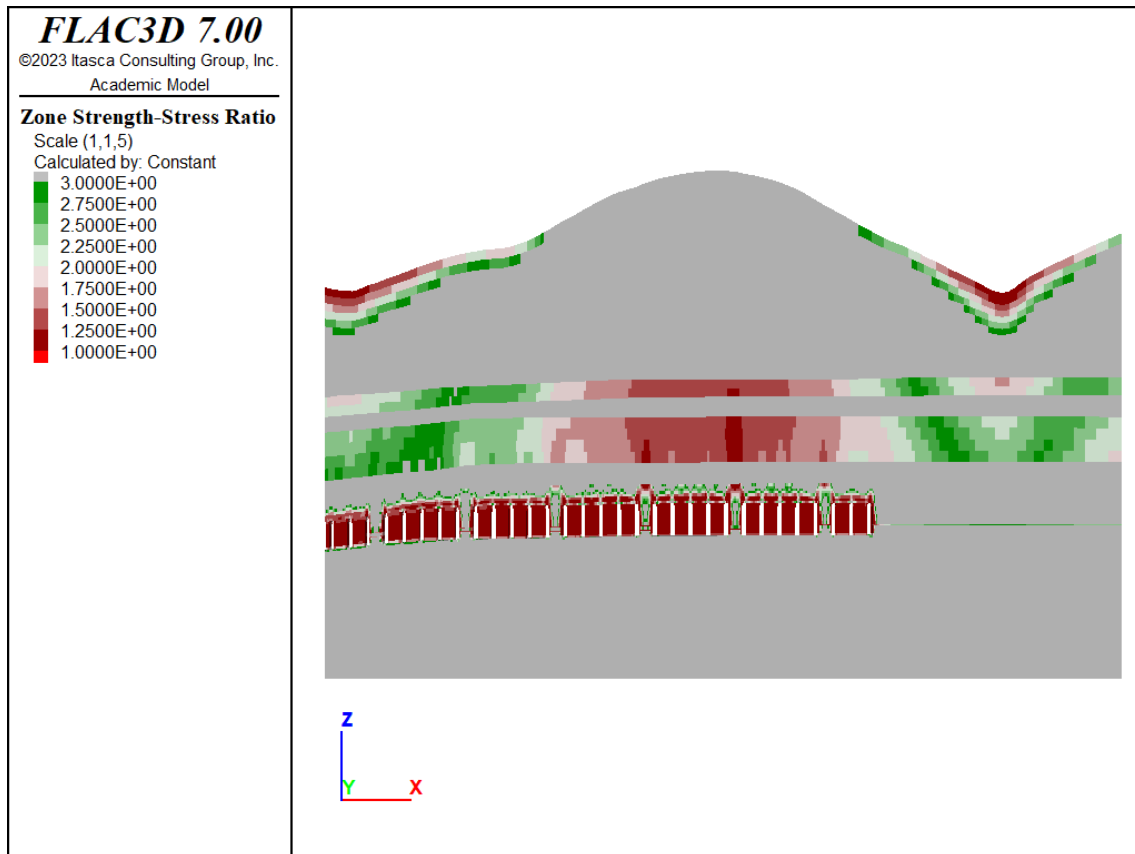 FLAC3D 7.00
©2023 Itasca Consulting Group, Inc.
Academic Model
Zone Strength-Stress Ratio
Scale (1,1,5)
Calculated by: Constant
3.0000E+00
2.7500E+00
2.5000E+00
2.2500E+00
2.0000E+00
1.7500E+00
1.5000E+00
1.2500E+00
1.0000E+00
Z
Y
X